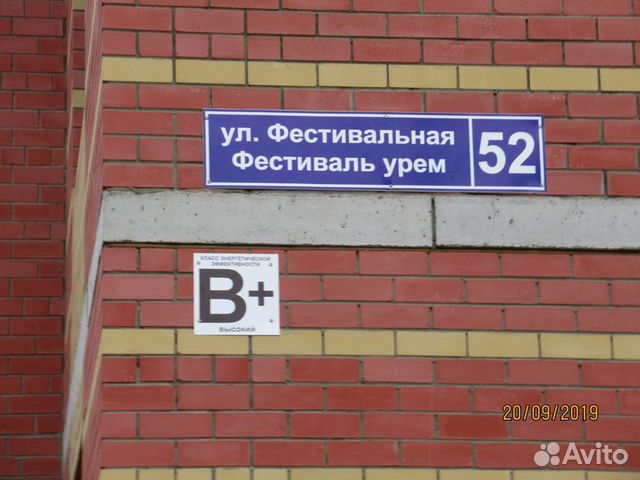 ул. Фестивальная
Фестиваль урем
52
КЛАСС ЭНЕРГЕТИЧЕСКОЙ
ЭФФЕКТИВНОСТИ
B+
ВЫСОКИЙ
20/09/2019
Avito